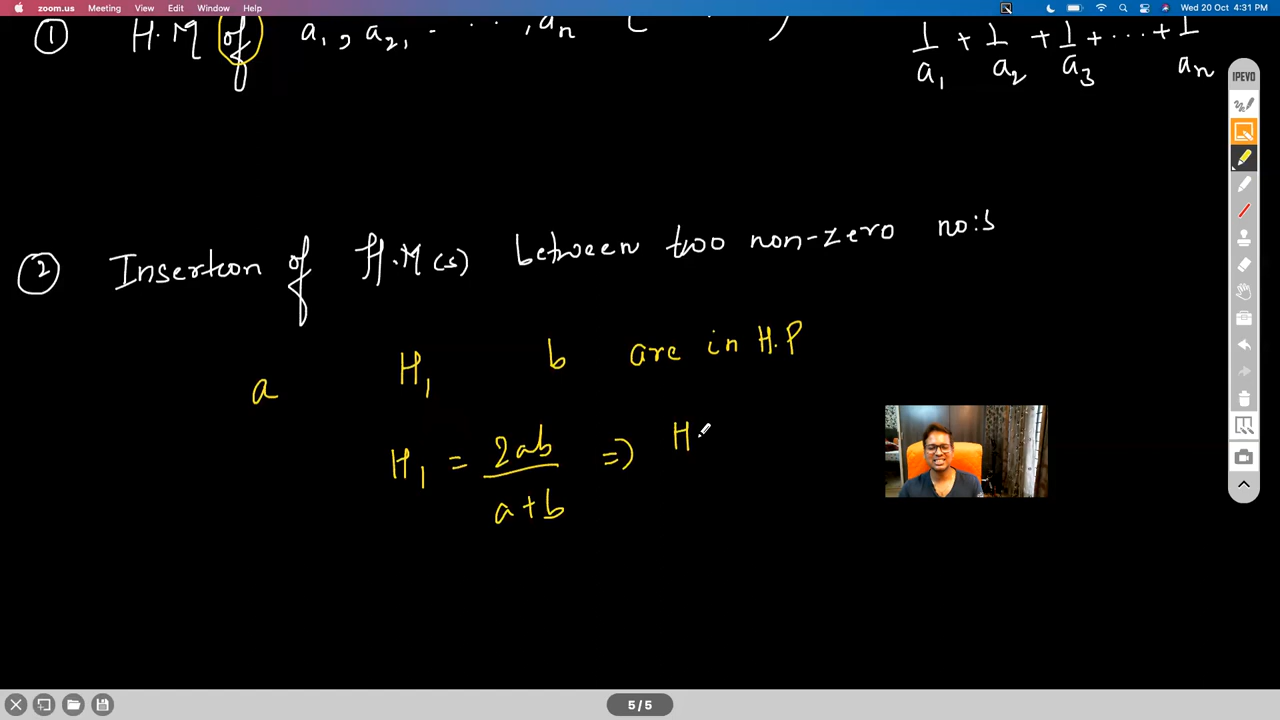 zoom.us Meeting View Edit Window Help Wed 20 Oct 4:31 PM
① H.M of a₁, a₂, - . . . , aₙ ( ) 1/a₁ + 1/a₂ + 1/a₃ + ... + 1/aₙ
IPEVO
② Insertion of H.M(s) between two non-zero no:s
a H₁ b are in H.P
H₁ = 2ab/(a+b) => H
5/5